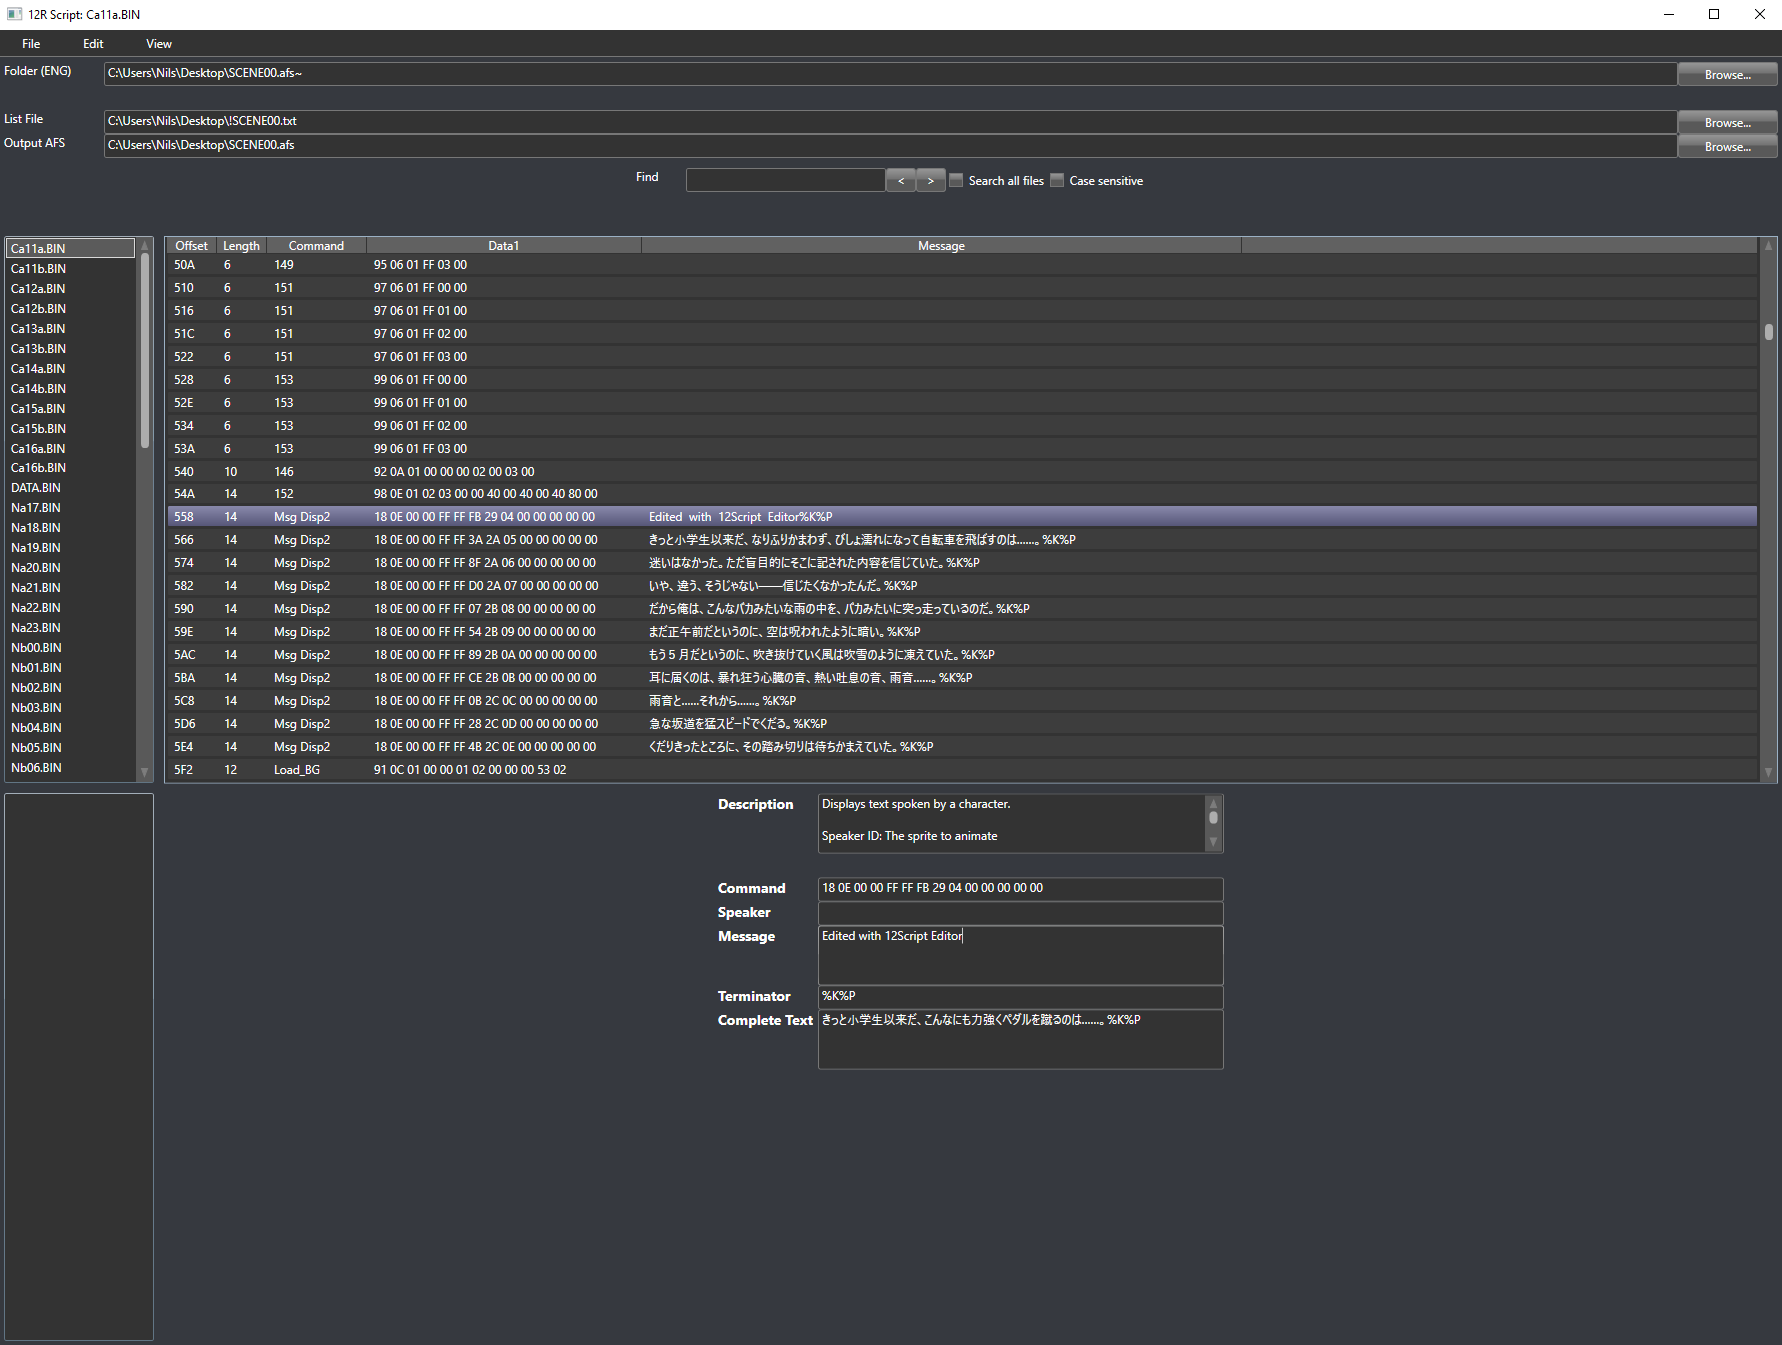 12R Script: Ca11a.BIN
File Edit View
Folder (ENG) C:\Users\Nils\Desktop\SCENE00.afs~ Browse...
List File C:\Users\Nils\Desktop\!SCENE00.txt Browse...
Output AFS C:\Users\Nils\Desktop\SCENE00.afs Browse...
Find < > Search all files Case sensitive
Ca11a.BIN
Ca11b.BIN
Ca12a.BIN
Ca12b.BIN
Ca13a.BIN
Ca13b.BIN
Ca14a.BIN
Ca14b.BIN
Ca15a.BIN
Ca15b.BIN
Ca16a.BIN
Ca16b.BIN
DATA.BIN
Na17.BIN
Na18.BIN
Na19.BIN
Na20.BIN
Na21.BIN
Na22.BIN
Na23.BIN
Nb00.BIN
Nb01.BIN
Nb02.BIN
Nb03.BIN
Nb04.BIN
Nb05.BIN
Nb06.BIN
Offset Length Command Data1 Message
50A 6 149 95 06 01 FF 03 00
510 6 151 97 06 01 FF 00 00
516 6 151 97 06 01 FF 01 00
51C 6 151 97 06 01 FF 02 00
522 6 151 97 06 01 FF 03 00
528 6 153 99 06 01 FF 00 00
52E 6 153 99 06 01 FF 01 00
534 6 153 99 06 01 FF 02 00
53A 6 153 99 06 01 FF 03 00
540 10 146 92 0A 01 00 00 00 02 00 03 00
54A 14 152 98 0E 01 02 03 00 00 40 00 40 00 40 80 00
558 14 Msg Disp2 18 0E 00 00 FF FF FB 29 04 00 00 00 00 00 Edited with 12Script Editor%K%P
566 14 Msg Disp2 18 0E 00 00 FF FF 3A 2A 05 00 00 00 00 00 きっと小学生以来だ、なりふりかまわず、びしょ濡れになって自転車を飛ばすのは……。%K%P
574 14 Msg Disp2 18 0E 00 00 FF FF 8F 2A 06 00 00 00 00 00 迷いはなかった。ただ盲目的にそこに記された内容を信じていた。%K%P
582 14 Msg Disp2 18 0E 00 00 FF FF D0 2A 07 00 00 00 00 00 いや、違う、そうじゃない――信じたくなかったんだ。%K%P
590 14 Msg Disp2 18 0E 00 00 FF FF 07 2B 08 00 00 00 00 00 だから俺は、こんなバカみたいな雨の中を、バカみたいに突っ走っているのだ。%K%P
59E 14 Msg Disp2 18 0E 00 00 FF FF 54 2B 09 00 00 00 00 00 まだ正午前だというのに、空は呪われたように暗い。%K%P
5AC 14 Msg Disp2 18 0E 00 00 FF FF 89 2B 0A 00 00 00 00 00 もう５月だというのに、吹き抜けていく風は吹雪のように凍えていた。%K%P
5BA 14 Msg Disp2 18 0E 00 00 FF FF CE 2B 0B 00 00 00 00 00 耳に届くのは、暴れ狂う心臓の音、熱い吐息の音、雨音……。%K%P
5C8 14 Msg Disp2 18 0E 00 00 FF FF 0B 2C 0C 00 00 00 00 00 雨音と……それから……。%K%P
5D6 14 Msg Disp2 18 0E 00 00 FF FF 28 2C 0D 00 00 00 00 00 急な坂道を猛スピードでくだる。%K%P
5E4 14 Msg Disp2 18 0E 00 00 FF FF 4B 2C 0E 00 00 00 00 00 くだりきったところに、その踏み切りは待ちかまえていた。%K%P
5F2 12 Load_BG 91 0C 01 00 00 01 02 00 00 00 53 02
Description Displays text spoken by a character.
Speaker ID: The sprite to animate
Command 18 0E 00 00 FF FF FB 29 04 00 00 00 00 00
Speaker
Message Edited with 12Script Editor
Terminator %K%P
Complete Text きっと小学生以来だ、こんなにも力強くペダルを蹴るのは……。%K%P